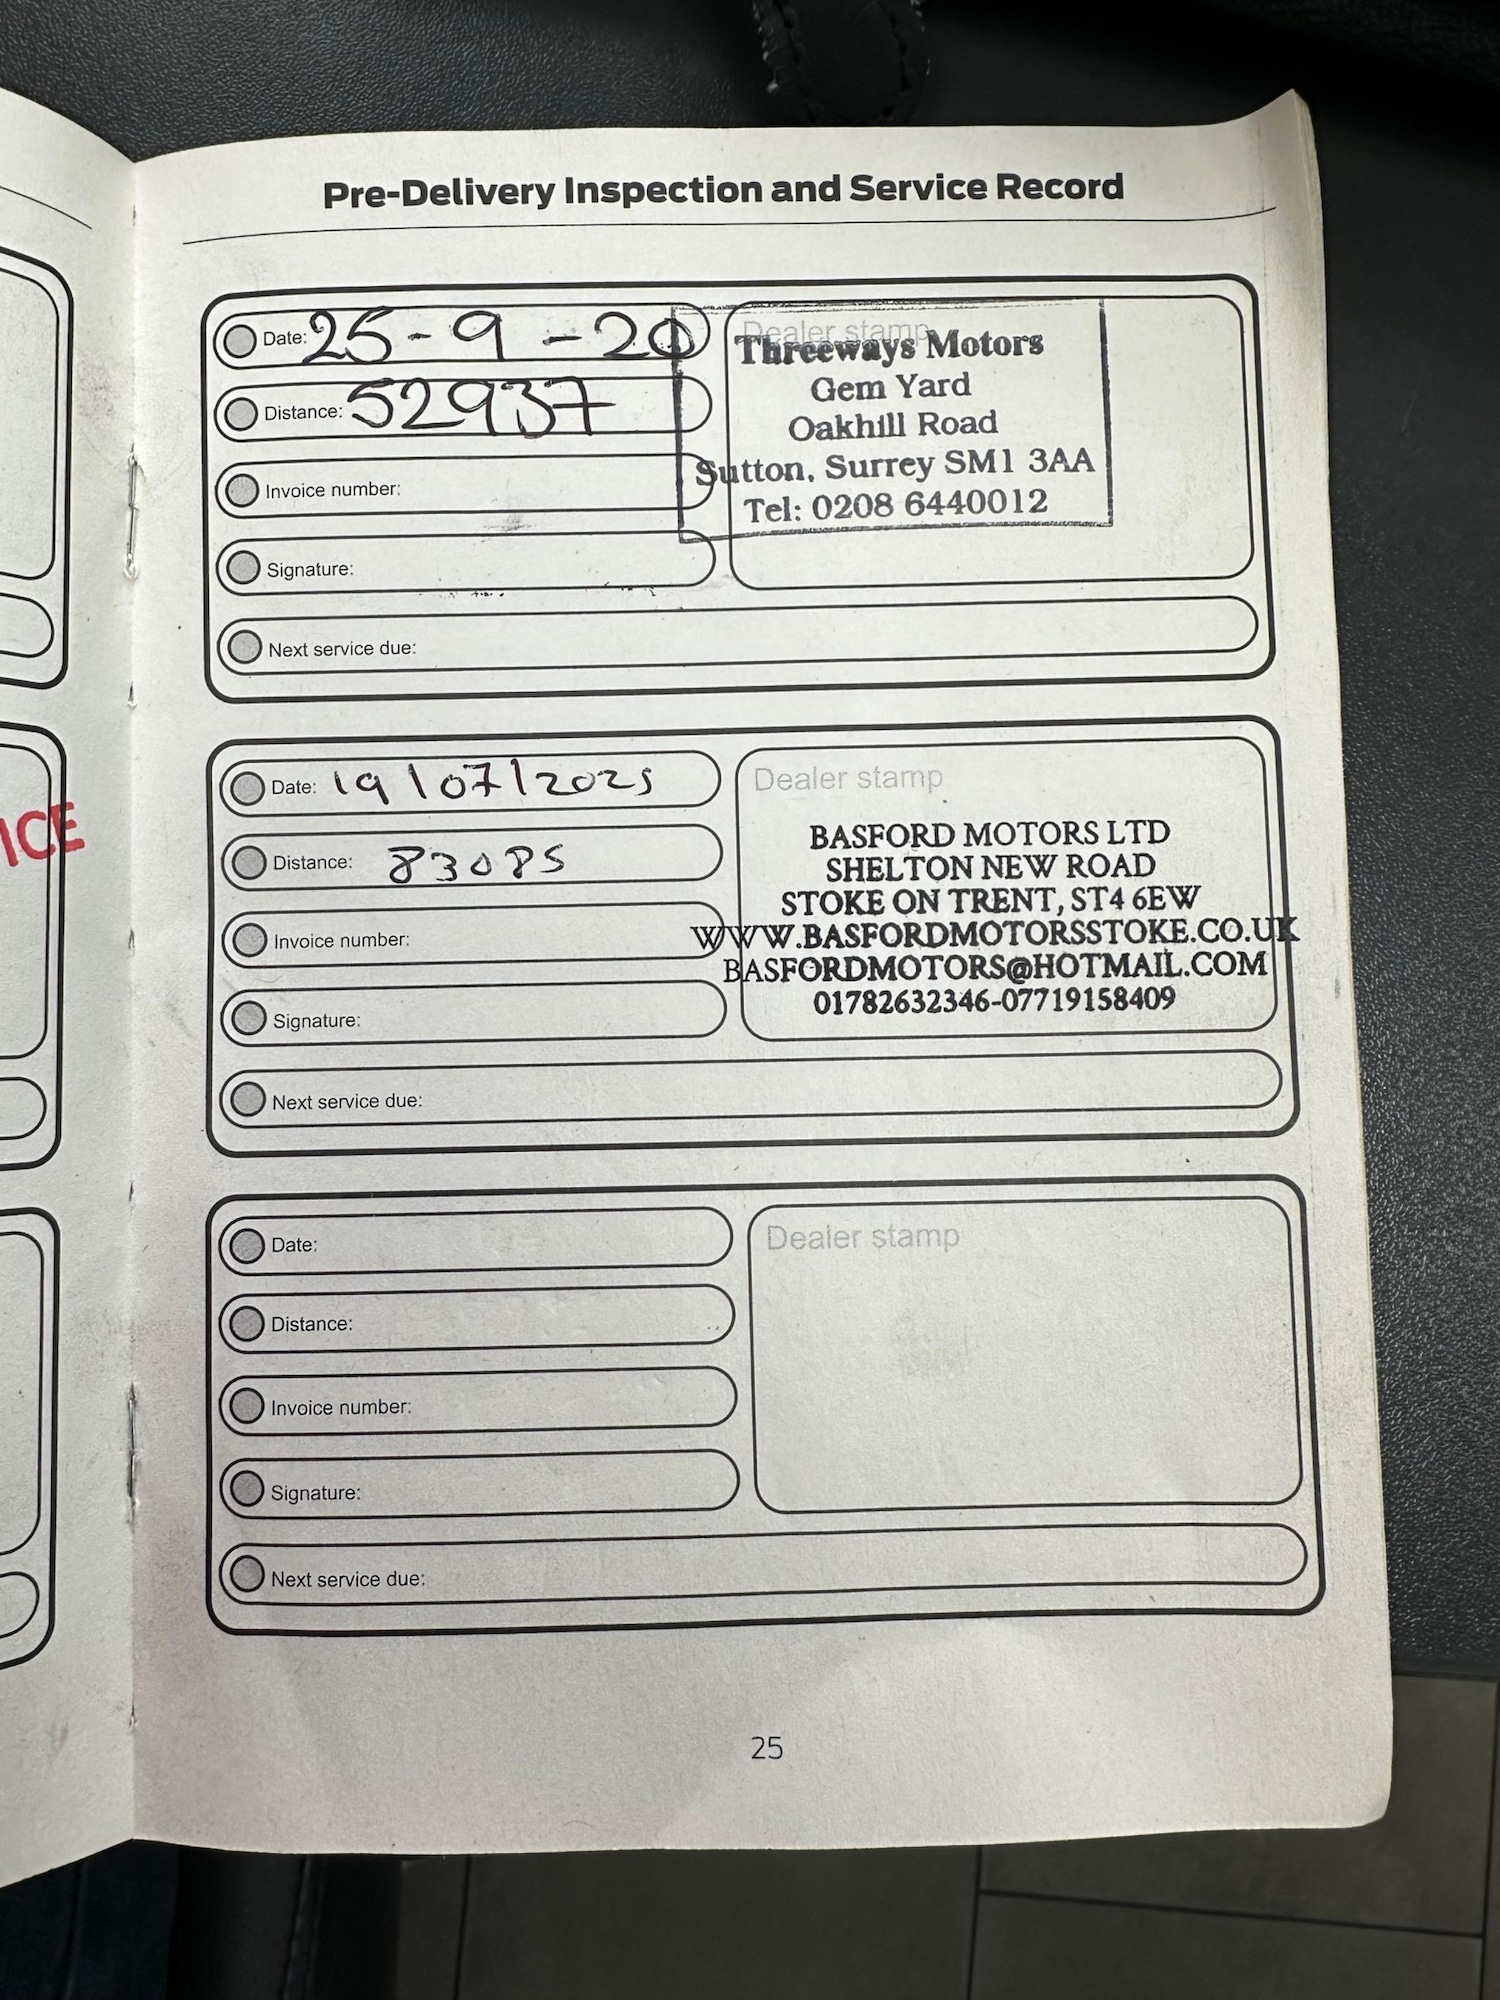 ICE
Pre-Delivery Inspection and Service Record
Date: 25-9-20
Distance: 52937
Invoice number:
Signature:
Next service due:
Dealer stamp
Threeways Motors
Gem Yard
Oakhill Road
Sutton, Surrey SM1 3AA
Tel: 0208 6440012
Date: 19/07/2025
Distance: 83085
Invoice number:
Signature:
Next service due:
Dealer stamp
BASFORD MOTORS LTD
SHELTON NEW ROAD
STOKE ON TRENT, ST4 6EW
WWW.BASFORDMOTORSSTOKE.CO.UK
BASFORDMOTORS@HOTMAIL.COM
01782632346-07719158409
Date:
Distance:
Invoice number:
Signature:
Next service due:
Dealer stamp
25